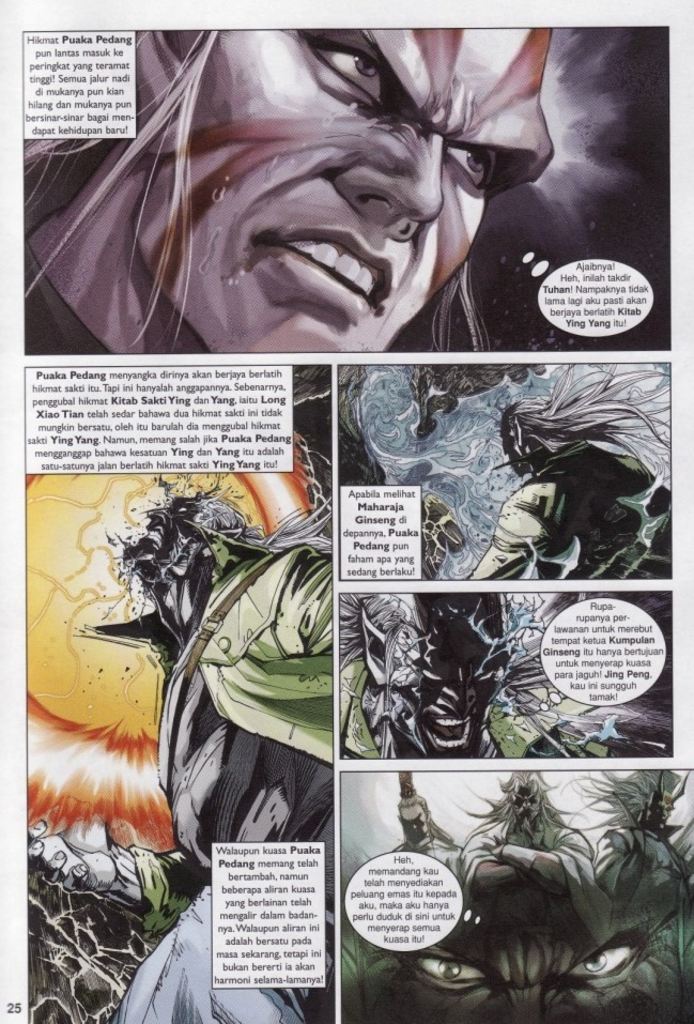 Hikmat Puaka Pedang
pun lantas masuk ke
peringkat yang teramat
tinggi! Semua jalur nadi
di mukanya pun kian
hilang dan mukanya pun
bersinar-sinar bagai men-
dapat kehidupan baru!
Ajaibnya!
Heh, inilah takdir
Tuhan! Nampaknya tidak
lama lagi aku pasti akan
berjaya berlatih Kitab
Ying Yang itu!
Puaka Pedang menyangka dirinya akan berjaya berlatih
hikmat sakti itu. Tapi ini hanyalah anggapannya. Sebenarnya,
penggubal hikmat Kitab Sakti Ying dan Yang, iaitu Long
Xiao Tian telah sedar bahawa dua hikmat sakti ini tidak
mungkin bersatu, oleh itu barulah dia menggubal hikmat
sakti Ying Yang. Namun, memang salah jika Puaka Pedang
mengganggap bahawa kesatuan Ying dan Yang itu adalah
satu-satunya jalan berlatih hikmat sakti Ying Yang itu!
Apabila melihat
Maharaja
Ginseng di
depannya, Puaka
Pedang pun
faham apa yang
sedang berlaku!
Rupa-
rupanya per-
lawanan untuk merebut
tempat ketua Kumpulan
Ginseng itu hanya bertujuan
untuk menyerap kuasa
para jaguh! Jing Peng,
kau ini sungguh
tamak!
Walaupun kuasa Puaka
Pedang memang telah
bertambah, namun
beberapa aliran kuasa
yang berlainan telah
mengalir dalam badan-
nya. Walaupun aliran ini
adalah bersatu pada
masa sekarang, tetapi ini
bukan bererti ia akan
harmoni selama-lamanya!
Heh,
memandang kau
telah menyediakan
peluang emas itu kepada
aku, maka aku hanya
perlu duduk di sini untuk
menyerap semua
kuasa itu!
25